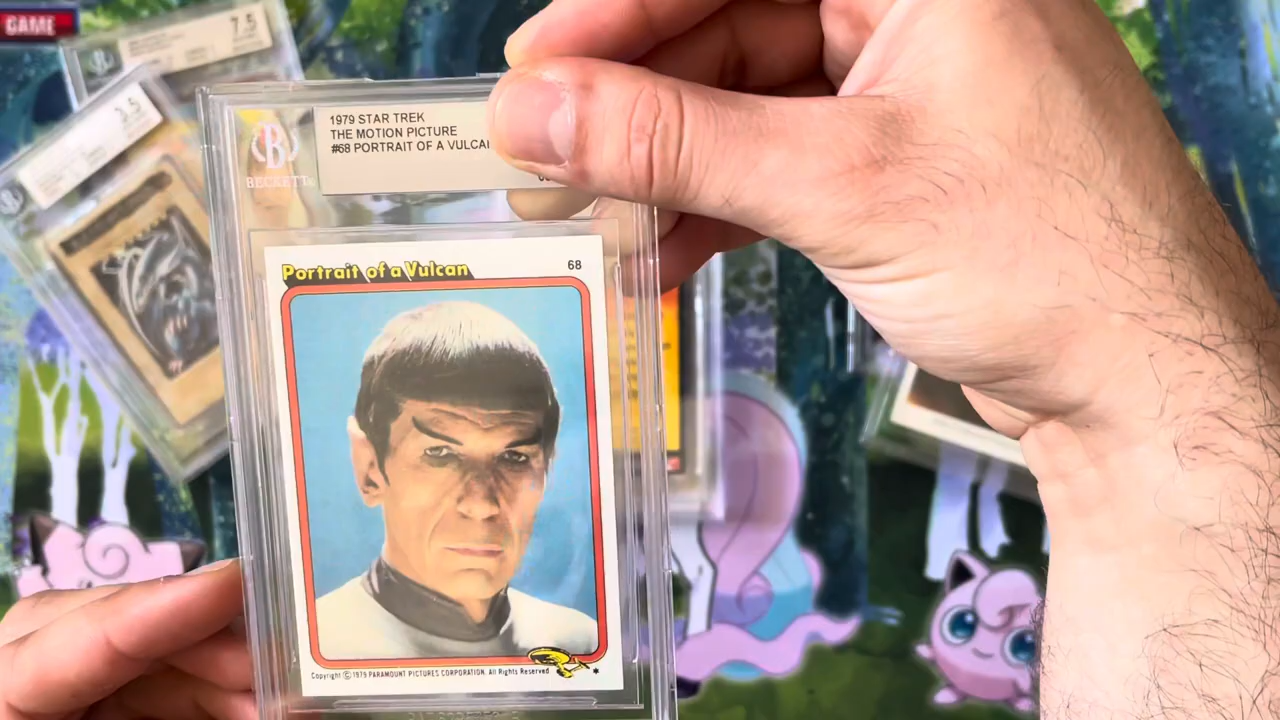 GAME
7.5
BECKETT
1979 STAR TREK
THE MOTION PICTURE
#68 PORTRAIT OF A VULCAN
Portrait of a Vulcan
68
Copyright © 1979 PARAMOUNT PICTURES CORPORATION. All Rights Reserved